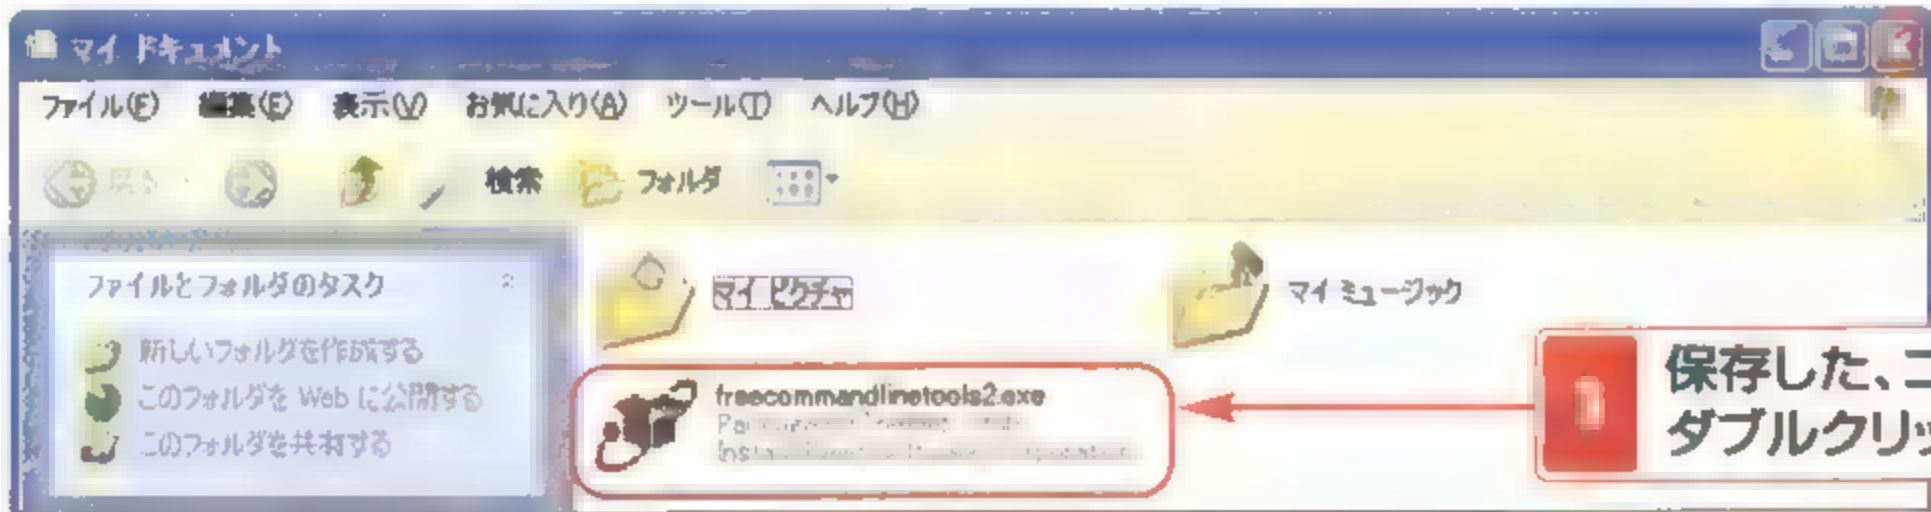 マイ ドキュメント
ファイル(F) 編集(E) 表示(V) お気に入り(A) ツール(T) ヘルプ(H)
戻る 検索 フォルダ
ファイルとフォルダのタスク
新しいフォルダを作成する
このフォルダを Web に公開する
このフォルダを共有する
マイ ピクチャ
マイ ミュージック
freecommandlinetools2.exe
保存した、コ
ダブルクリッ